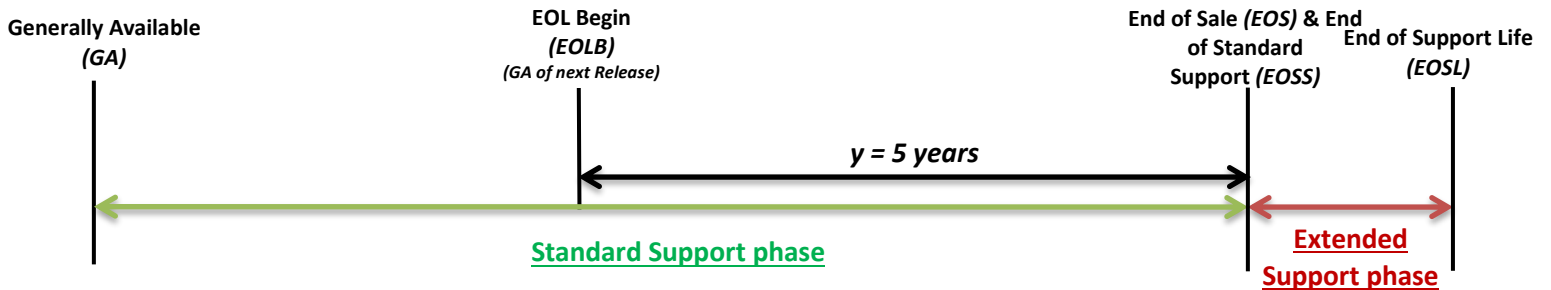 Generally Available
(GA)
EOL Begin
(EOLB)
(GA of next Release)
End of Sale (EOS) & End
of Standard
Support (EOSS)
End of Support Life
(EOSL)
y = 5 years
Standard Support phase
Extended
Support phase